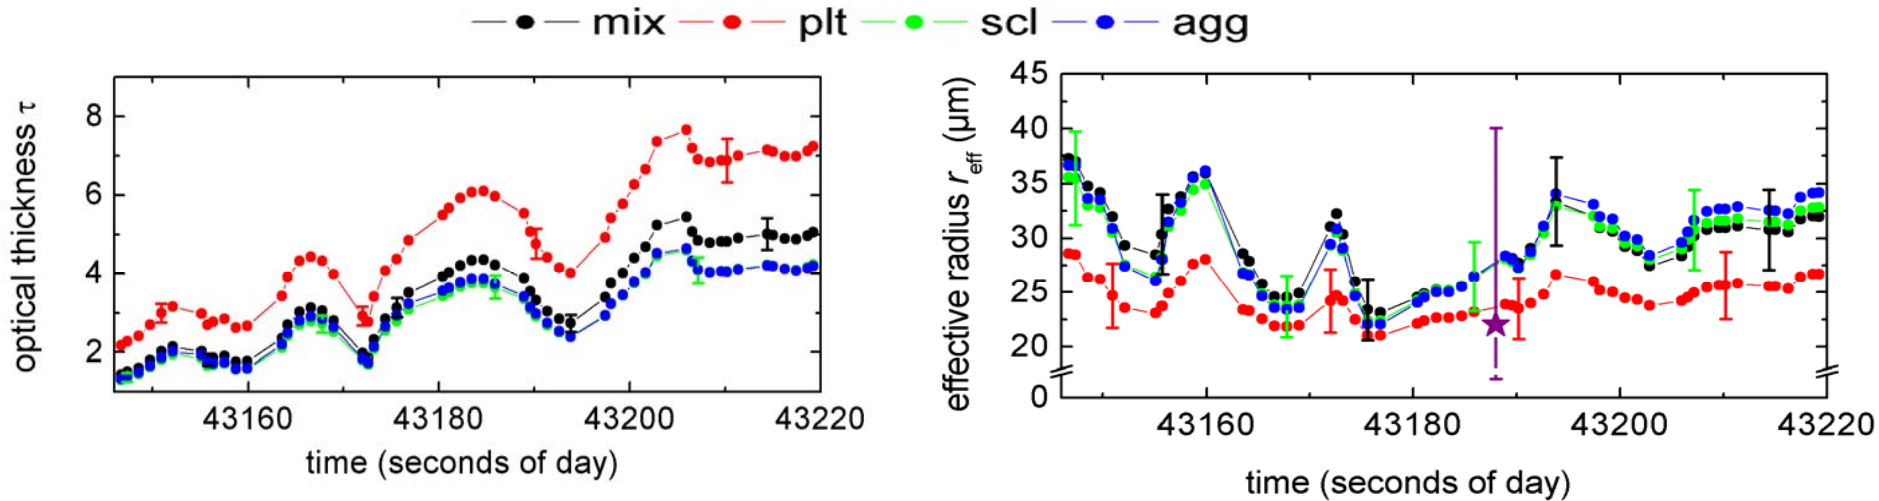 mix plt scl agg
optical thickness τ
8
6
4
2
43160 43180 43200 43220
time (seconds of day)
effective radius reff (µm)
45
40
35
30
25
20
0
43160 43180 43200 43220
time (seconds of day)